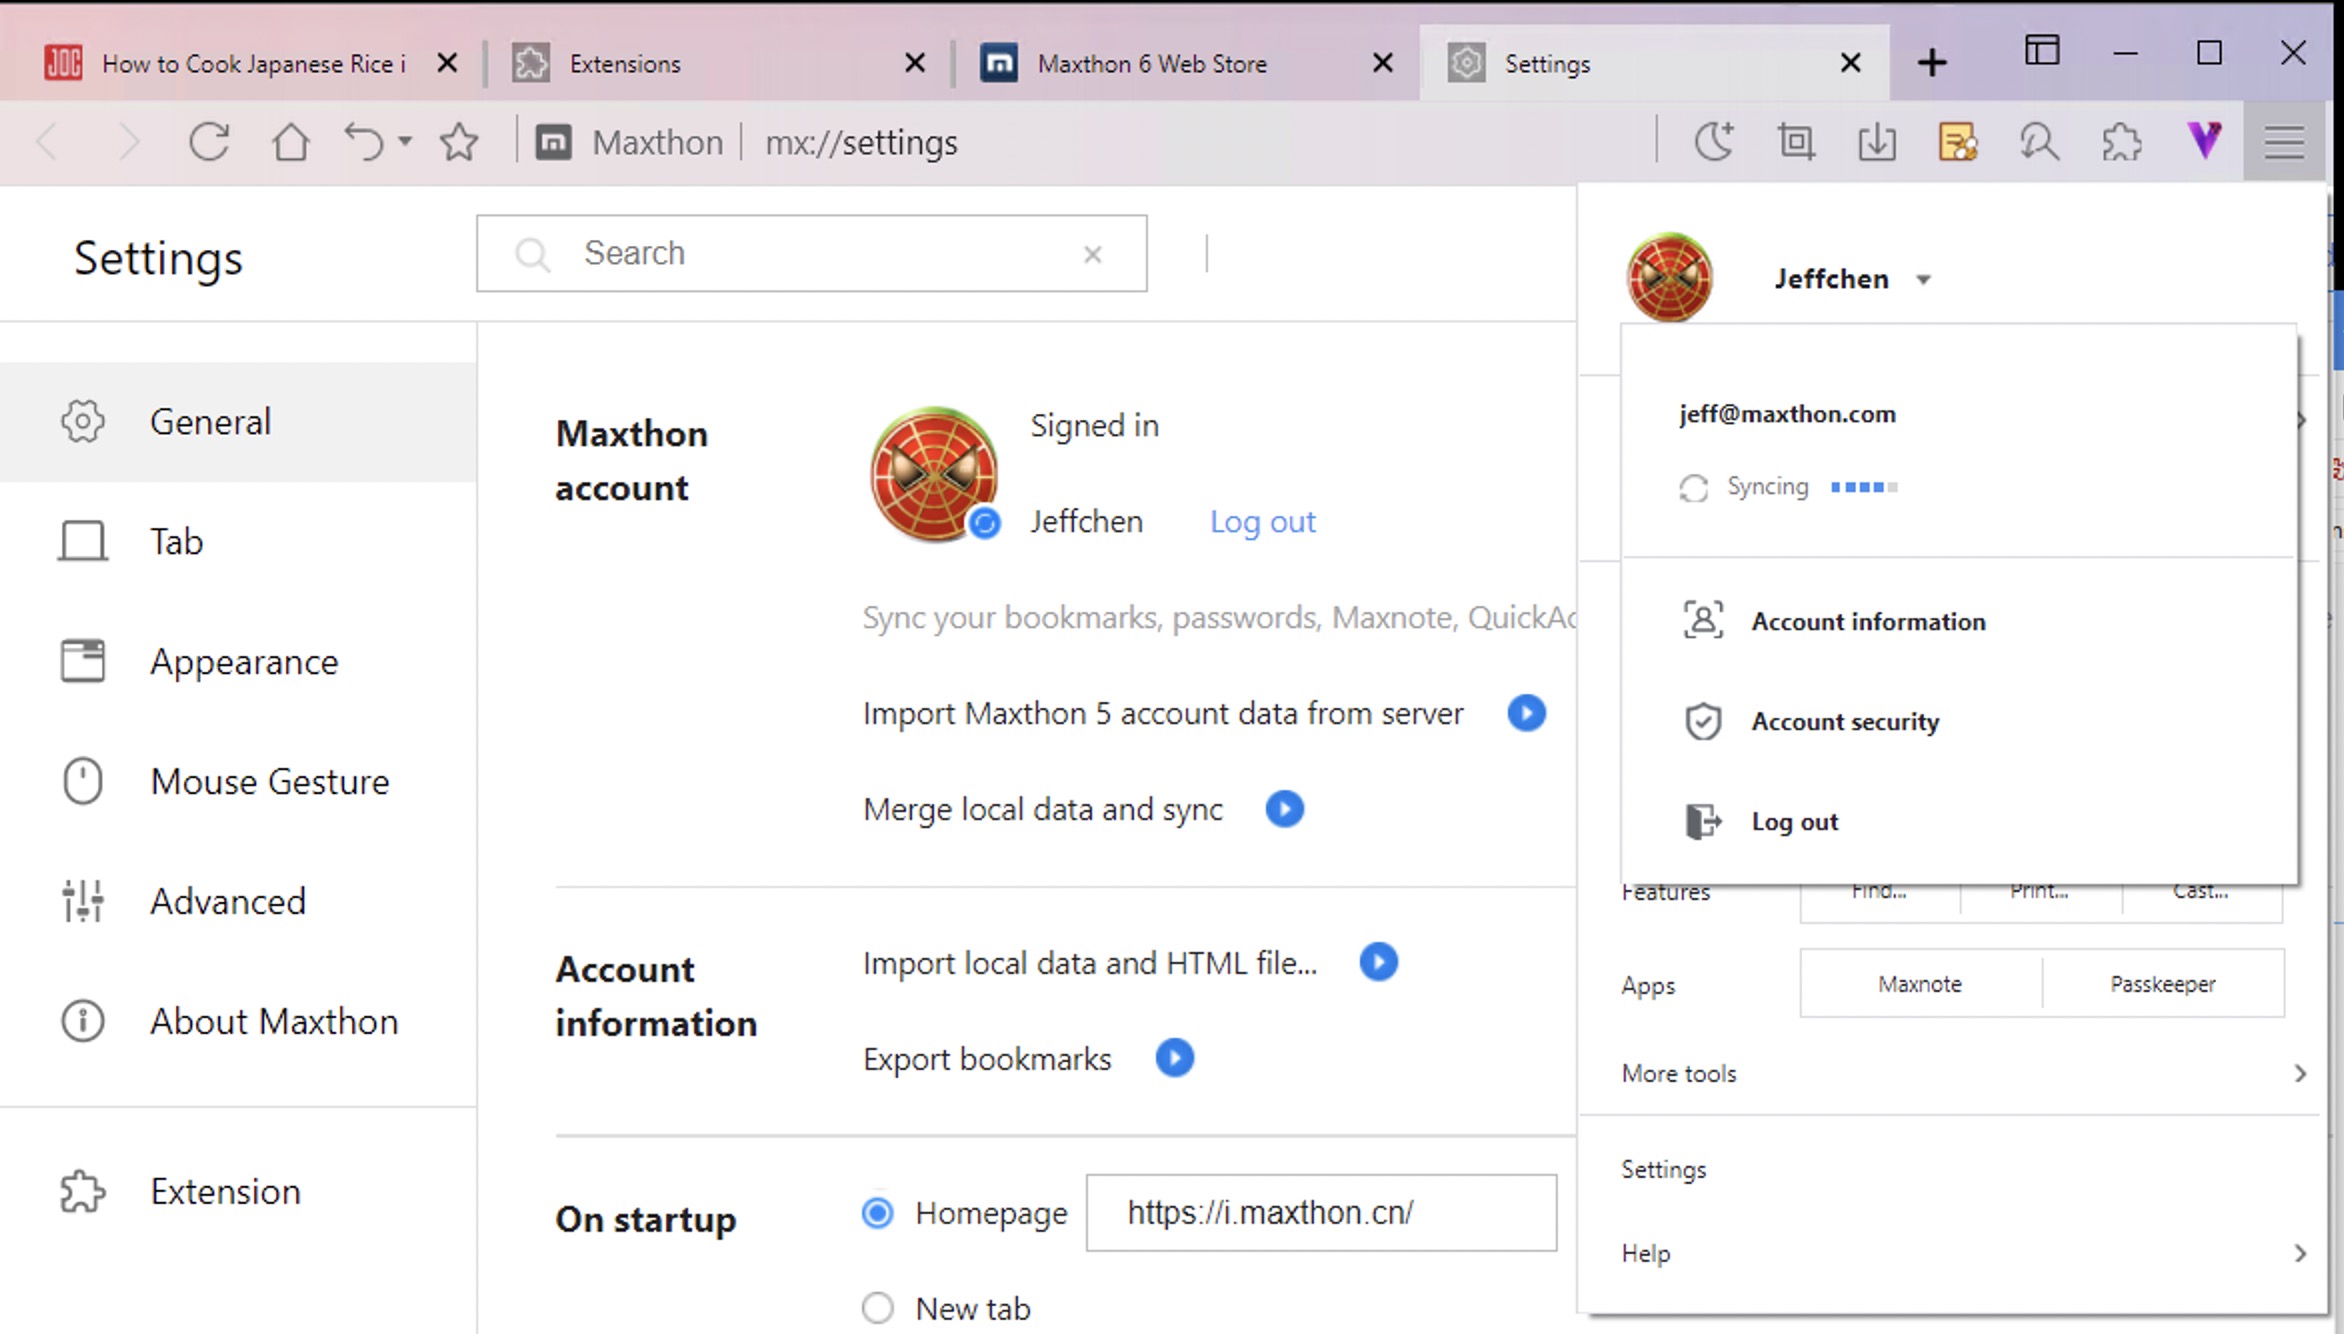 JOC How to Cook Japanese Rice i
Extensions
Maxthon 6 Web Store
Settings
Maxthon mx://settings
Settings
Search
General
Tab
Appearance
Mouse Gesture
Advanced
About Maxthon
Extension
Maxthon
account
Signed in
Jeffchen Log out
Sync your bookmarks, passwords, Maxnote, QuickAc
Import Maxthon 5 account data from server
Merge local data and sync
Account
information
Import local data and HTML file...
Export bookmarks
On startup
Homepage https://i.maxthon.cn/
New tab
Jeffchen
jeff@maxthon.com
Syncing
Account information
Account security
Log out
Features Find... Print... Cast...
Apps Maxnote Passkeeper
More tools
Settings
Help